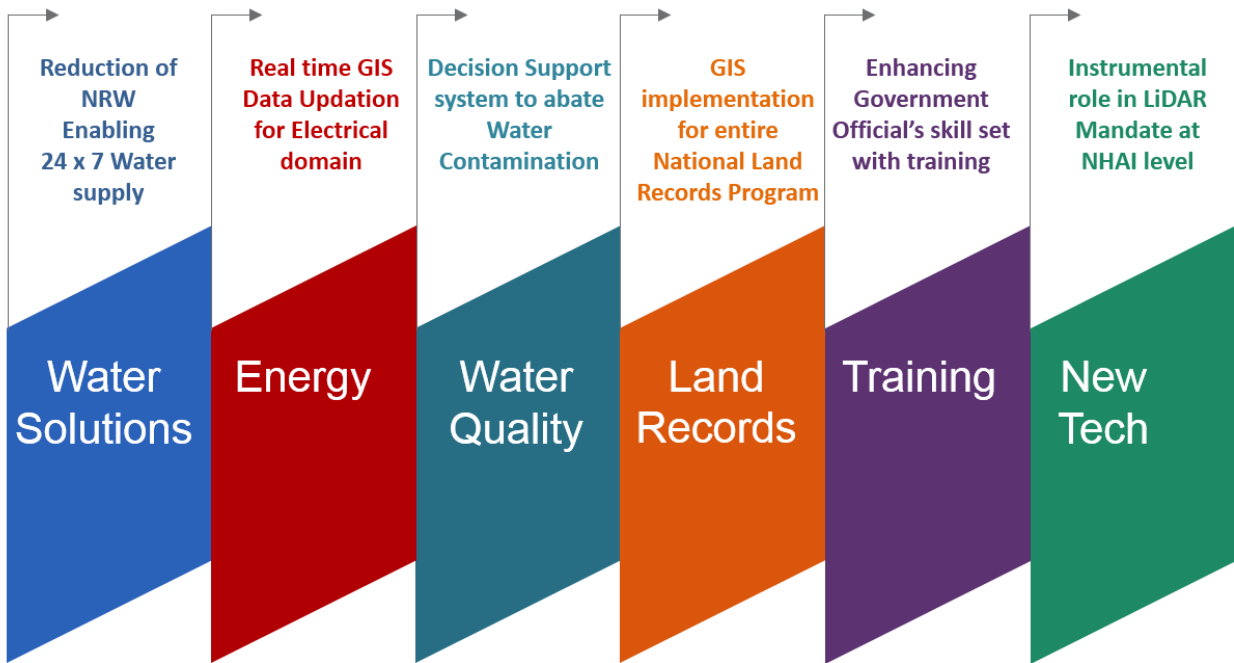 Reduction of
NRW
Enabling
24 x 7 Water
supply
Real time GIS
Data Updation
for Electrical
domain
Decision Support
system to abate
Water
Contamination
GIS
implementation
for entire
National Land
Records Program
Enhancing
Government
Official's skill set
with training
Instrumental
role in LiDAR
Mandate at
NHAI level
Water
Solutions
Energy
Water
Quality
Land
Records
Training
New
Tech